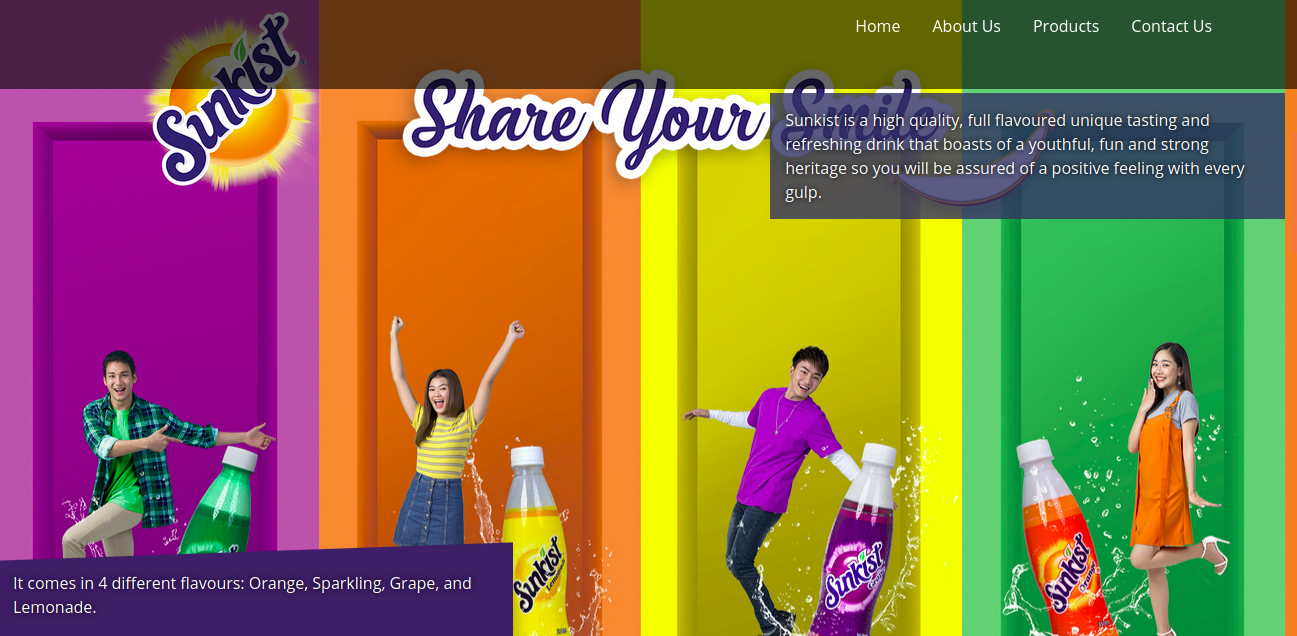 Home About Us Products Contact Us
Sunkist
Share Your Smile
Sunkist is a high quality, full flavoured unique tasting and
refreshing drink that boasts of a youthful, fun and strong
heritage so you will be assured of a positive feeling with every
gulp.
Sunkist
Sunkist
Sunkist
It comes in 4 different flavours: Orange, Sparkling, Grape, and
Lemonade.